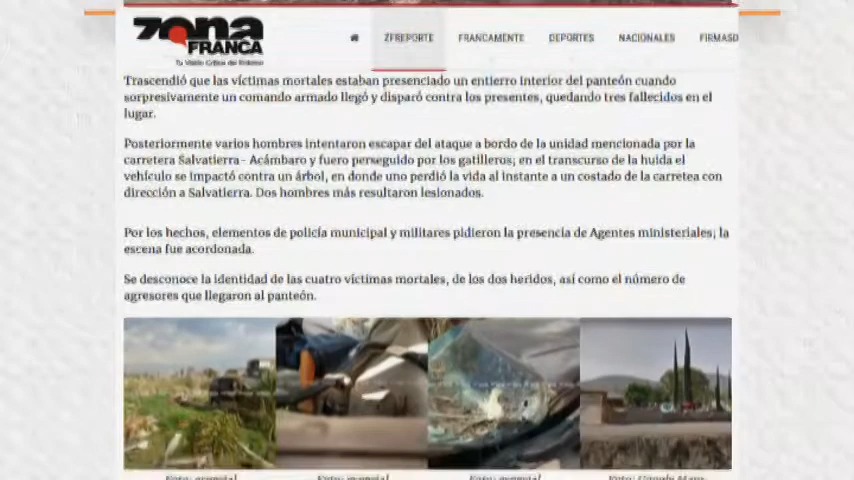 ZONA
FRANCA
Tu Visión Crítica del Entorno
ZFREPORTE FRANCAMENTE DEPORTES NACIONALES FIRMASD
Trascendió que las víctimas mortales estaban presenciado un entierro interior del panteón cuando
sorpresivamente un comando armado llegó y disparó contra los presentes, quedando tres fallecidos en el
lugar.
Posteriormente varios hombres intentaron escapar del ataque a bordo de la unidad mencionada por la
carretera Salvatierra- Acámbaro y fuero perseguido por los gatilleros; en el transcurso de la huida el
vehículo se impactó contra un árbol, en donde uno perdió la vida al instante a un costado de la carretea con
dirección a Salvatierra. Dos hombres más resultaron lesionados.
Por los hechos, elementos de policía municipal y militares pidieron la presencia de Agentes ministeriales; la
escena fue acordonada.
Se desconoce la identidad de las cuatro víctimas mortales, de los dos heridos, así como el número de
agresores que llegaron al panteón.